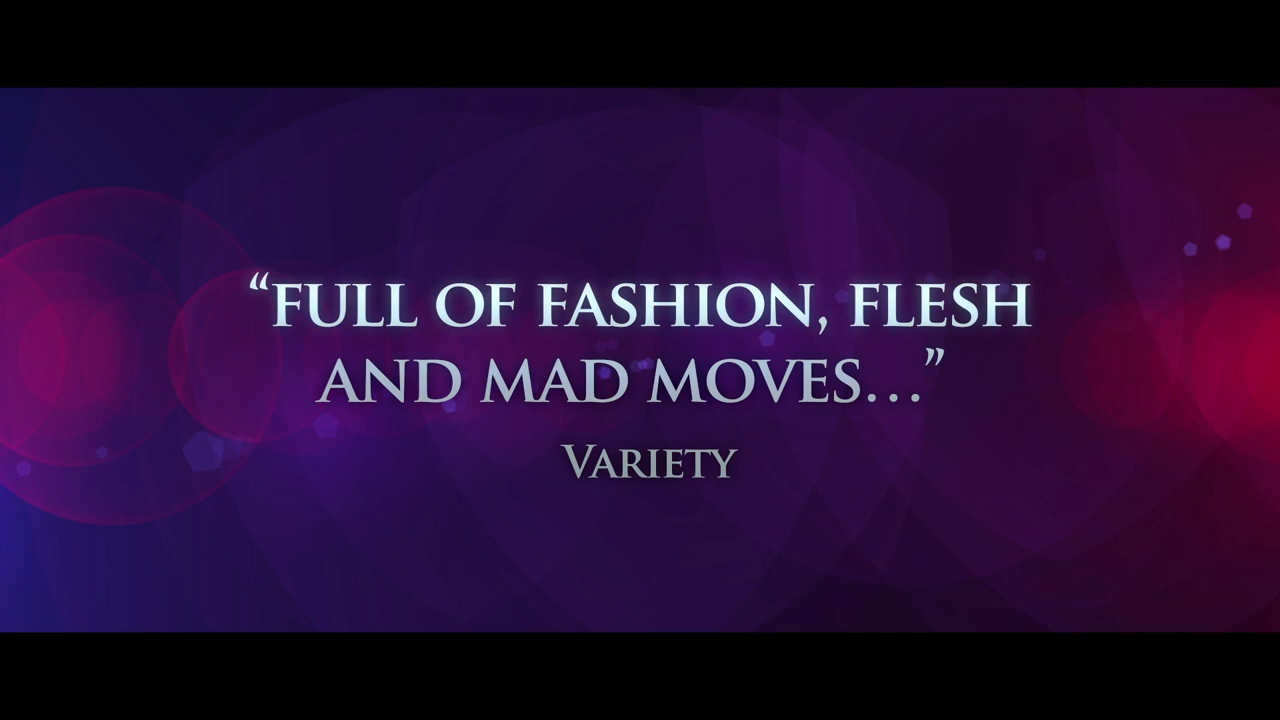 “FULL OF FASHION, FLESH
AND MAD MOVES...”
VARIETY